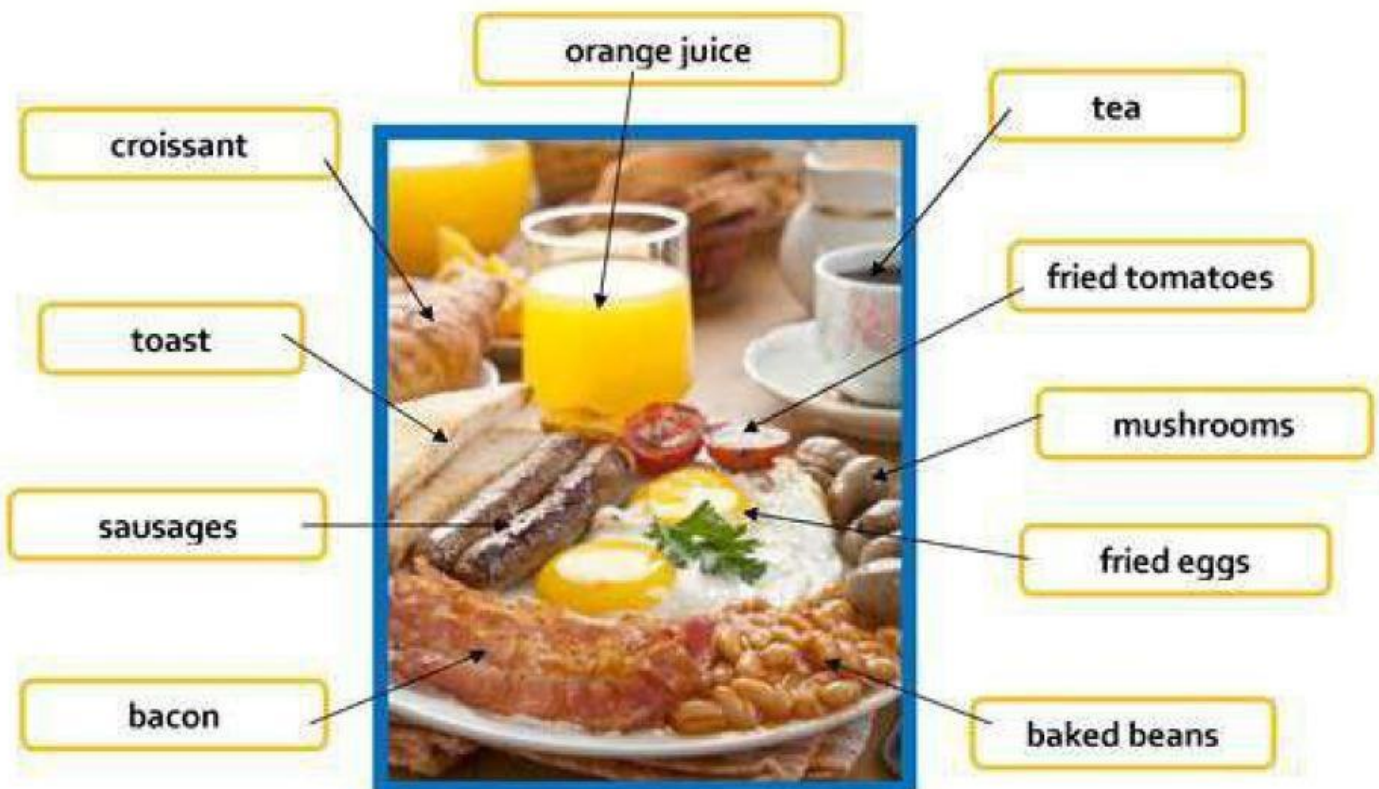 orange juice
tea
croissant
fried tomatoes
toast
mushrooms
sausages
fried eggs
bacon
baked beans